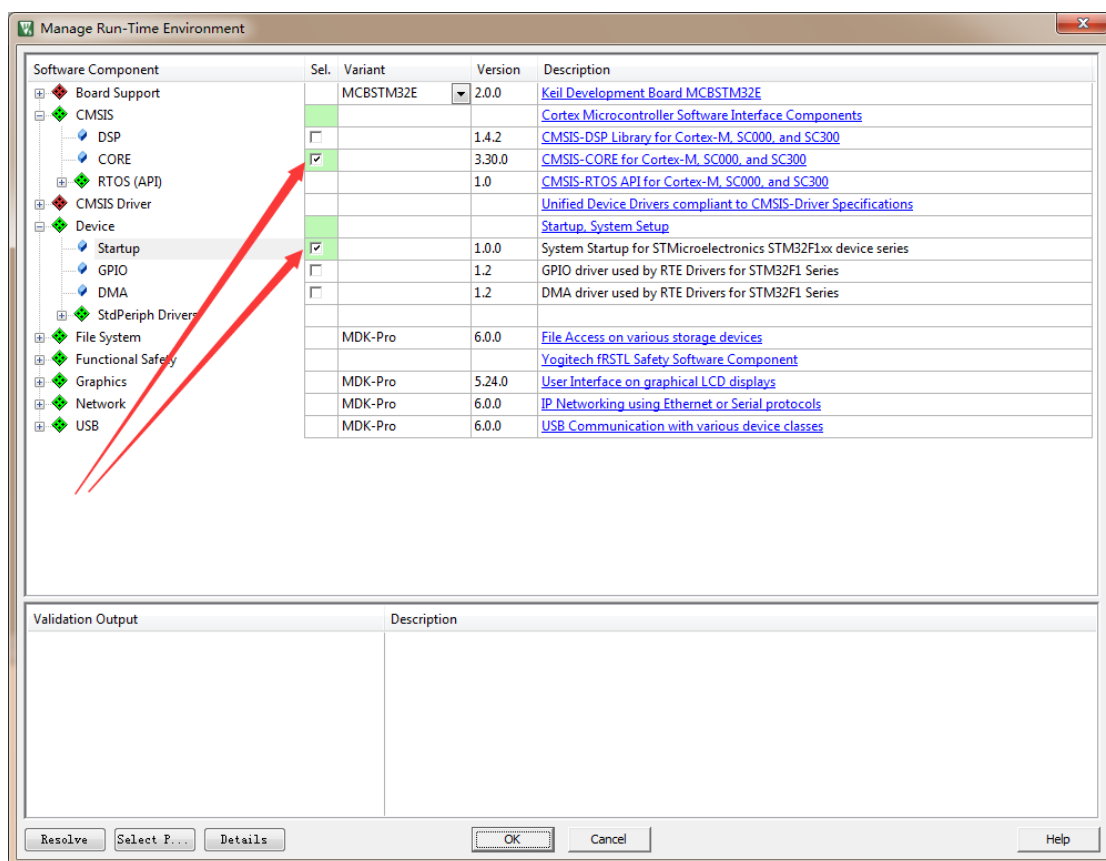 Manage Run-Time Environment
Software Component Sel. Variant Version Description
Board Support MCBSTM32E 2.0.0 Keil Development Board MCBSTM32E
CMSIS Cortex Microcontroller Software Interface Components
DSP 1.4.2 CMSIS-DSP Library for Cortex-M, SC000, and SC300
CORE 3.30.0 CMSIS-CORE for Cortex-M, SC000, and SC300
RTOS (API) 1.0 CMSIS-RTOS API for Cortex-M, SC000, and SC300
CMSIS Driver Unified Device Drivers compliant to CMSIS-Driver Specifications
Device Startup, System Setup
Startup 1.0.0 System Startup for STMicroelectronics STM32F1xx device series
GPIO 1.2 GPIO driver used by RTE Drivers for STM32F1 Series
DMA 1.2 DMA driver used by RTE Drivers for STM32F1 Series
StdPeriph Drivers
File System MDK-Pro 6.0.0 File Access on various storage devices
Functional Safety Yogitech fRSTL Safety Software Component
Graphics MDK-Pro 5.24.0 User Interface on graphical LCD displays
Network MDK-Pro 6.0.0 IP Networking using Ethernet or Serial protocols
USB MDK-Pro 6.0.0 USB Communication with various device classes
Validation Output Description
Resolve Select P... Details OK Cancel Help